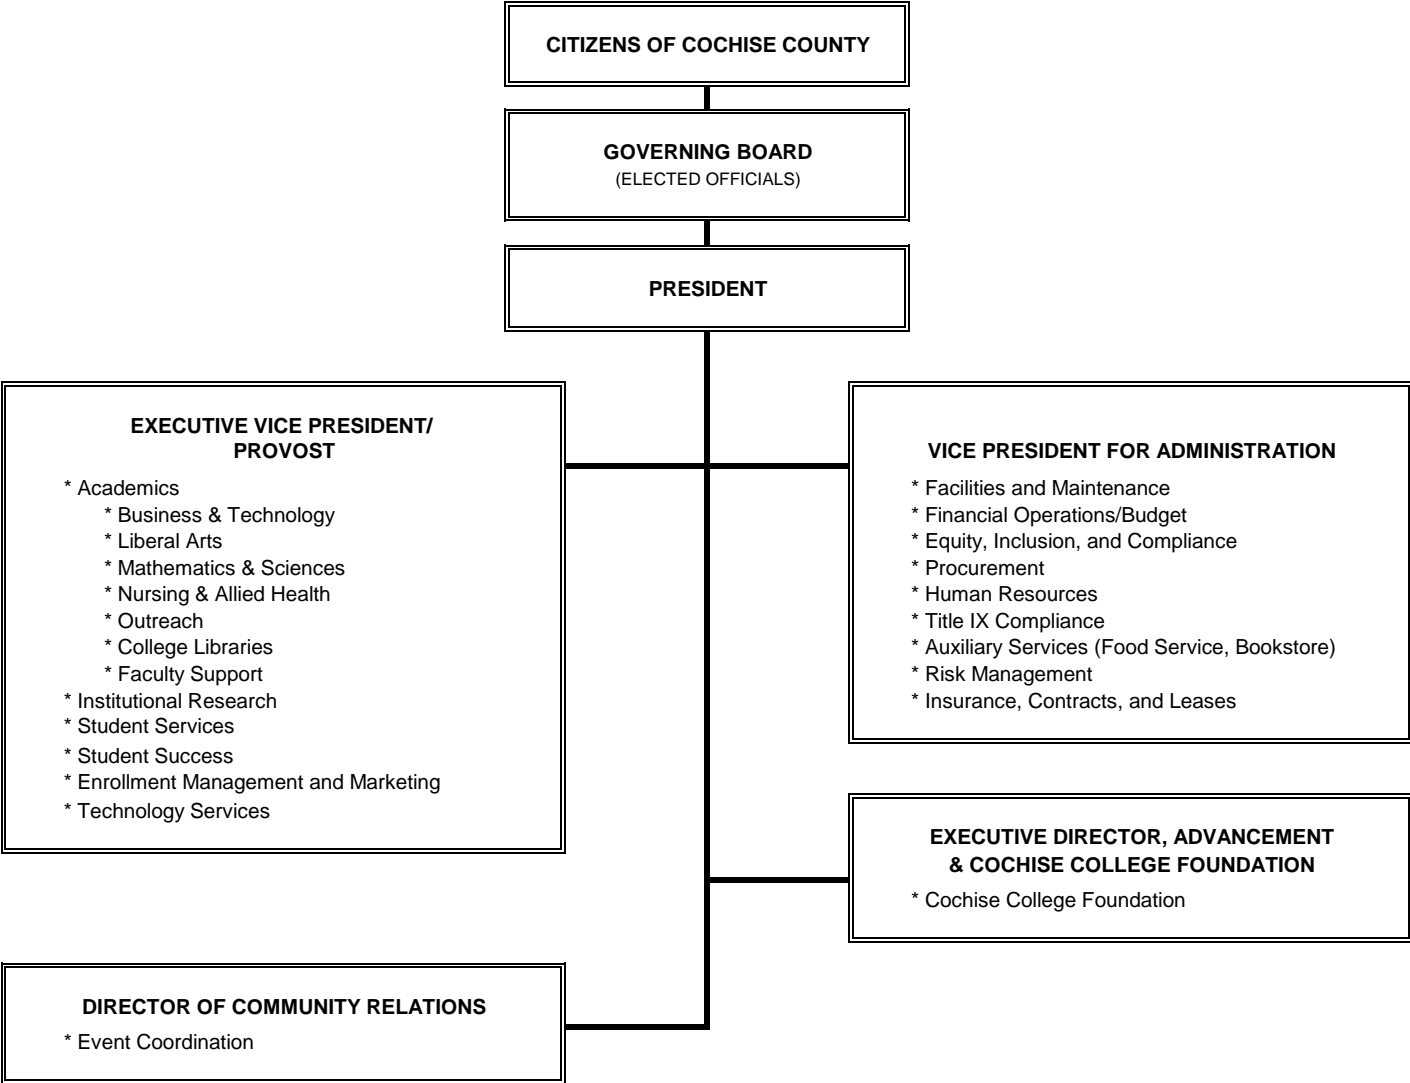 CITIZENS OF COCHISE COUNTY
GOVERNING BOARD
(ELECTED OFFICIALS)
PRESIDENT
EXECUTIVE VICE PRESIDENT/
PROVOST
* Academics
* Business & Technology
* Liberal Arts
* Mathematics & Sciences
* Nursing & Allied Health
* Outreach
* College Libraries
* Faculty Support
* Institutional Research
* Student Services
* Student Success
* Enrollment Management and Marketing
* Technology Services
VICE PRESIDENT FOR ADMINISTRATION
* Facilities and Maintenance
* Financial Operations/Budget
* Equity, Inclusion, and Compliance
* Procurement
* Human Resources
* Title IX Compliance
* Auxiliary Services (Food Service, Bookstore)
* Risk Management
* Insurance, Contracts, and Leases
EXECUTIVE DIRECTOR, ADVANCEMENT
& COCHISE COLLEGE FOUNDATION
* Cochise College Foundation
DIRECTOR OF COMMUNITY RELATIONS
* Event Coordination